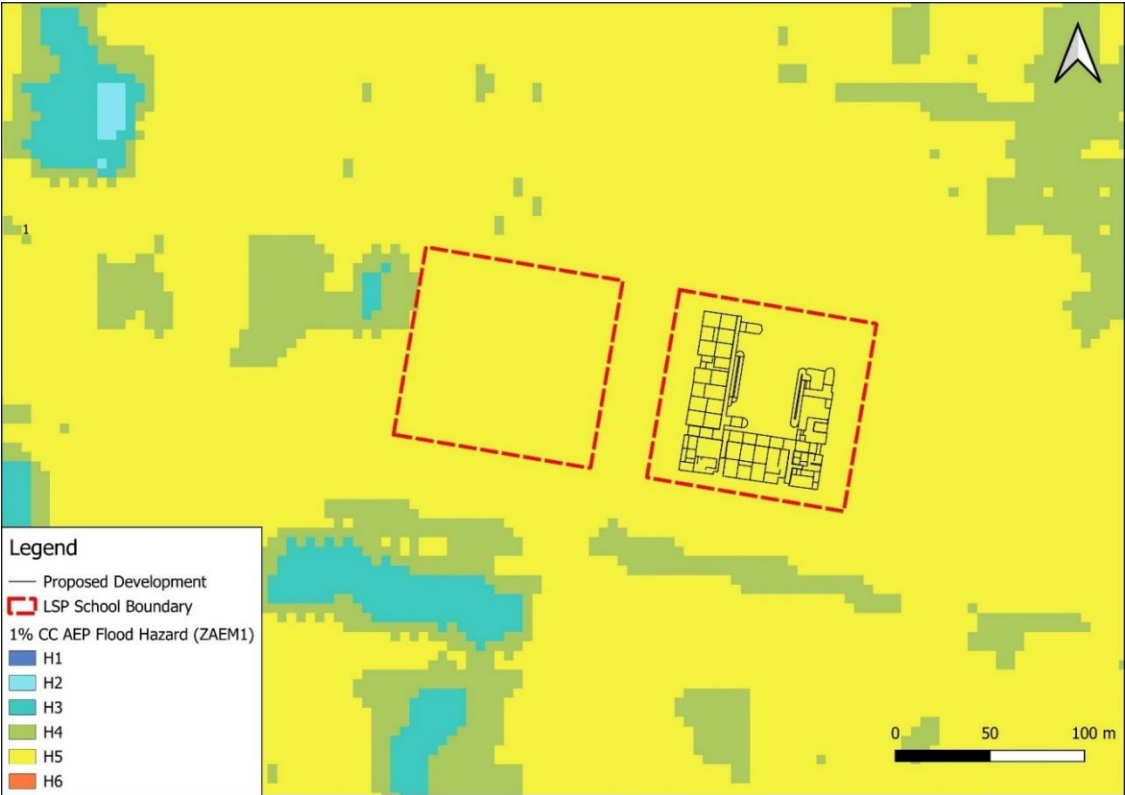 1
Legend
Proposed Development
LSP School Boundary
1% CC AEP Flood Hazard (ZAEM1)
H1
H2
H3
H4
H5
H6
0 50 100 m